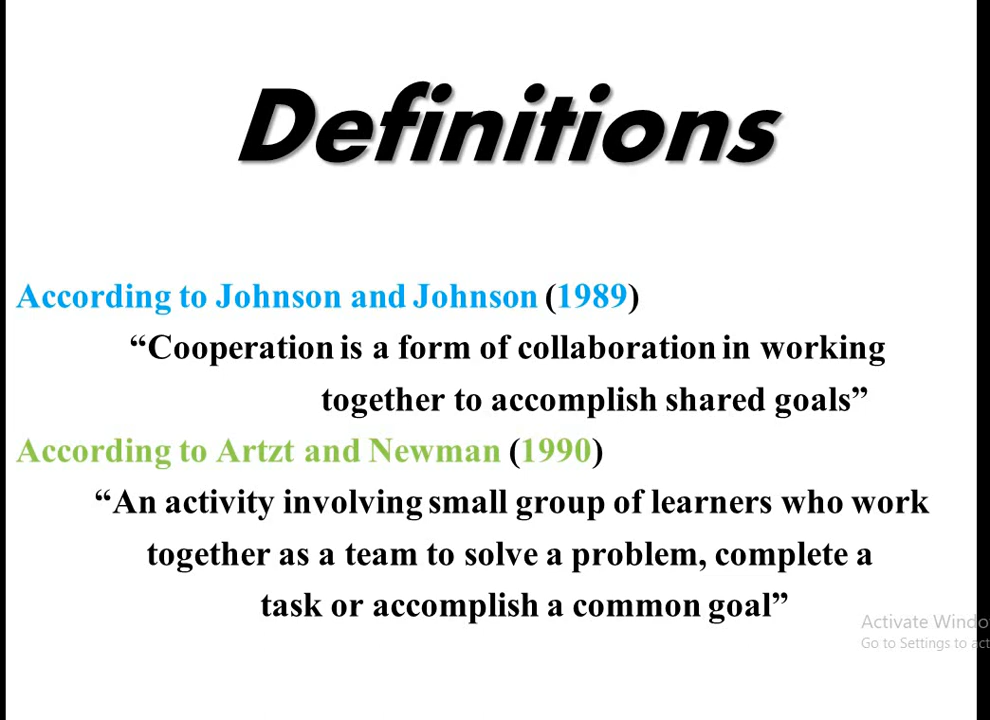 Definitions
According to Johnson and Johnson (1989)
“Cooperation is a form of collaboration in working
together to accomplish shared goals”
According to Artzt and Newman (1990)
“An activity involving small group of learners who work
together as a team to solve a problem, complete a
task or accomplish a common goal”
Activate Windo
Go to Settings to act